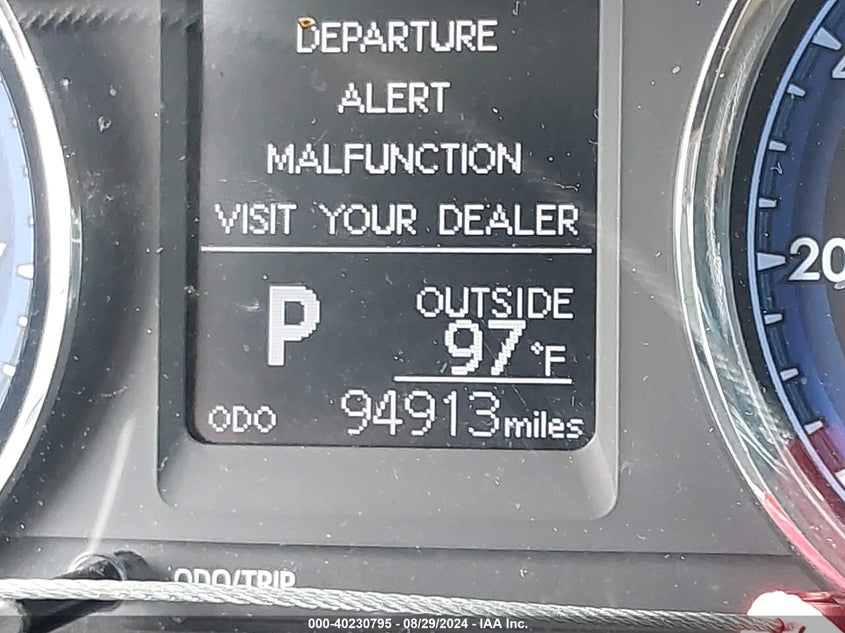 DEPARTURE
ALERT
MALFUNCTION
VISIT YOUR DEALER
P
OUTSIDE
97°F
ODO 94913miles
20
ODO/TRIP
000-40230795 - 08/29/2024 - IAA Inc.